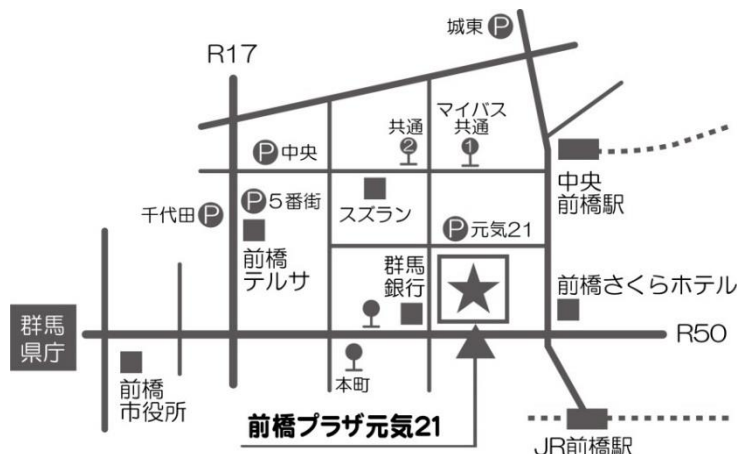 城東 P
R17
マイバス
共通
1
共通
2
P 中央
中央
前橋駅
P 5番街
千代田 P
スズラン
P 元気21
前橋
テルサ
群馬
銀行
前橋さくらホテル
群馬
県庁
R50
前橋
市役所
本町
前橋プラザ元気21
JR前橋駅